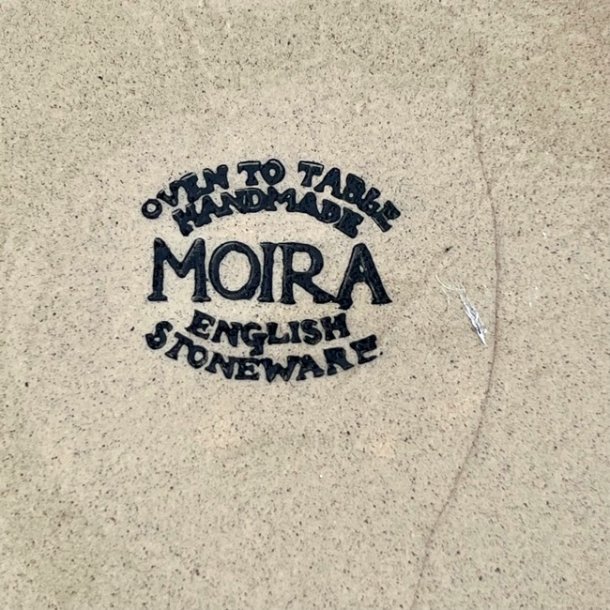 OVEN TO TABLE
HANDMADE
MOIRA
ENGLISH
STONEWARE